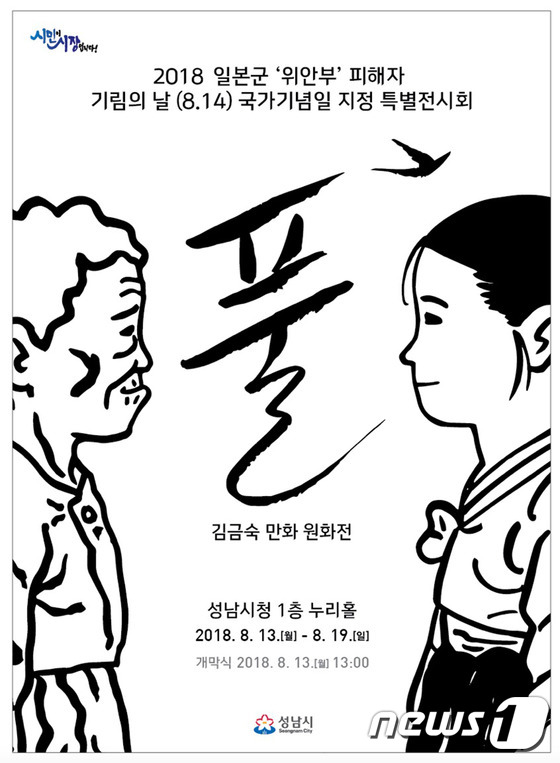 시민이
시장입니다!
2018 일본군 ‘위안부’ 피해자
기림의 날 (8.14) 국가기념일 지정 특별전시회
풀
김금숙 만화 원화전
성남시청 1층 누리홀
2018. 8. 13.[월] - 8. 19.[일]
개막식 2018. 8. 13.[월] 13:00
성남시
Seongnam City
news1